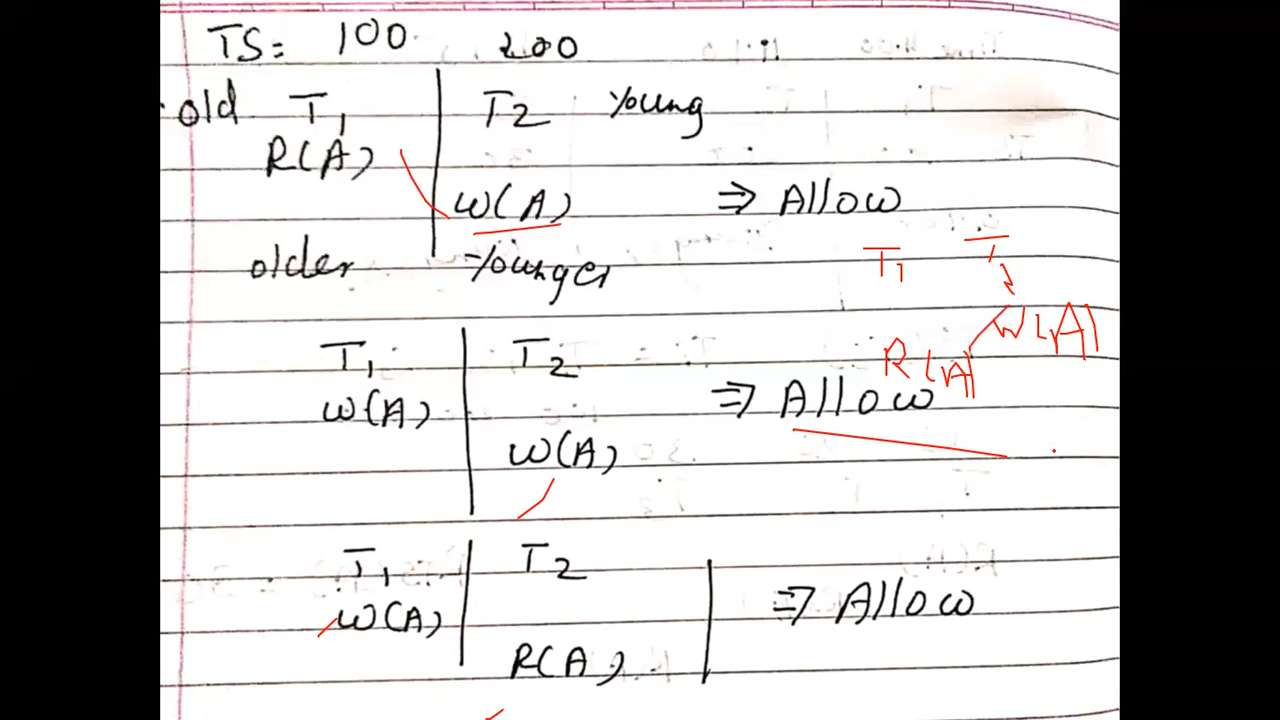 TS= 100 200
old T1 T2 young
R(A)
W(A) ⇒ Allow
older younger
T1 T2
W(A)
R(A)
T1 T2
W(A) ⇒ Allow
W(A)
T1 T2
W(A) ⇒ Allow
R(A)